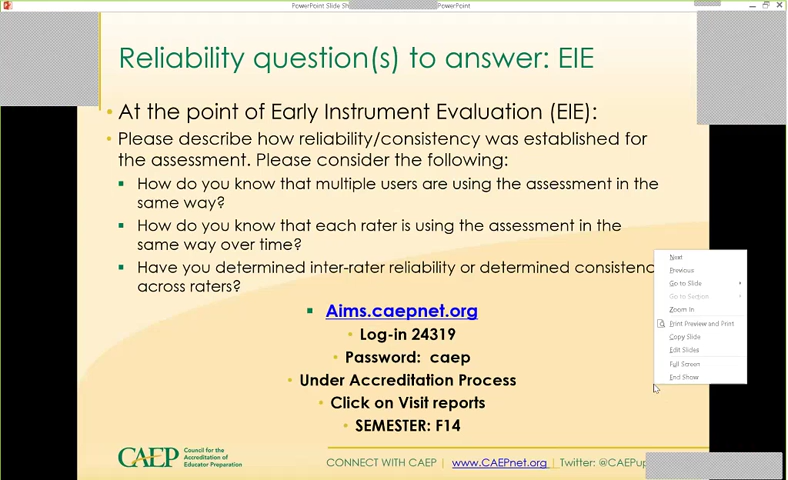 PowerPoint Slide Sh
PowerPoint
Reliability question(s) to answer: EIE
• At the point of Early Instrument Evaluation (EIE):
• Please describe how reliability/consistency was established for
the assessment. Please consider the following:
▪ How do you know that multiple users are using the assessment in the
same way?
▪ How do you know that each rater is using the assessment in the
same way over time?
▪ Have you determined inter-rater reliability or determined consistenc
across raters?
▪ Aims.caepnet.org
• Log-in 24319
• Password: caep
• Under Accreditation Process
• Click on Visit reports
• SEMESTER: F14
Next
Previous
Go to Slide
Go to Section
Zoom In
Print Preview and Print
Copy Slide
Edit Slides
Full Screen
End Show
CAEP
Council for the
Accreditation of
Educator Preparation
CONNECT WITH CAEP | www.CAEPnet.org | Twitter: @CAEPup